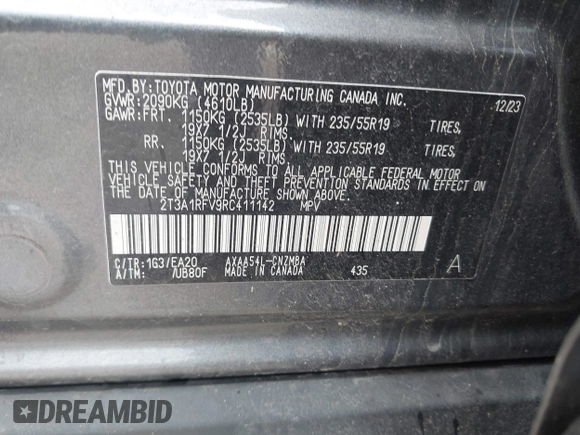 MFD.BY:TOYOTA MOTOR MANUFACTURING CANADA INC.
GVWR:2090KG (4610LB) 12/23
GAWR:FRT. 1150KG (2535LB) WITH 235/55R19 TIRES,
19X7 1/2J RIMS.
RR. 1150KG (2535LB) WITH 235/55R19 TIRES,
19X7 1/2J RIMS.
THIS VEHICLE CONFORMS TO ALL APPLICABLE FEDERAL MOTOR
VEHICLE SAFETY AND THEFT PREVENTION STANDARDS IN EFFECT ON
THE DATE OF MANUFACTURE SHOWN ABOVE.
2T3A1RFV9RC411142 MPV
C/TR:1G3/EA20 AXAA54L-CNZMBA A
A/TM: /UB80F MADE IN CANADA 435
DREAMBID